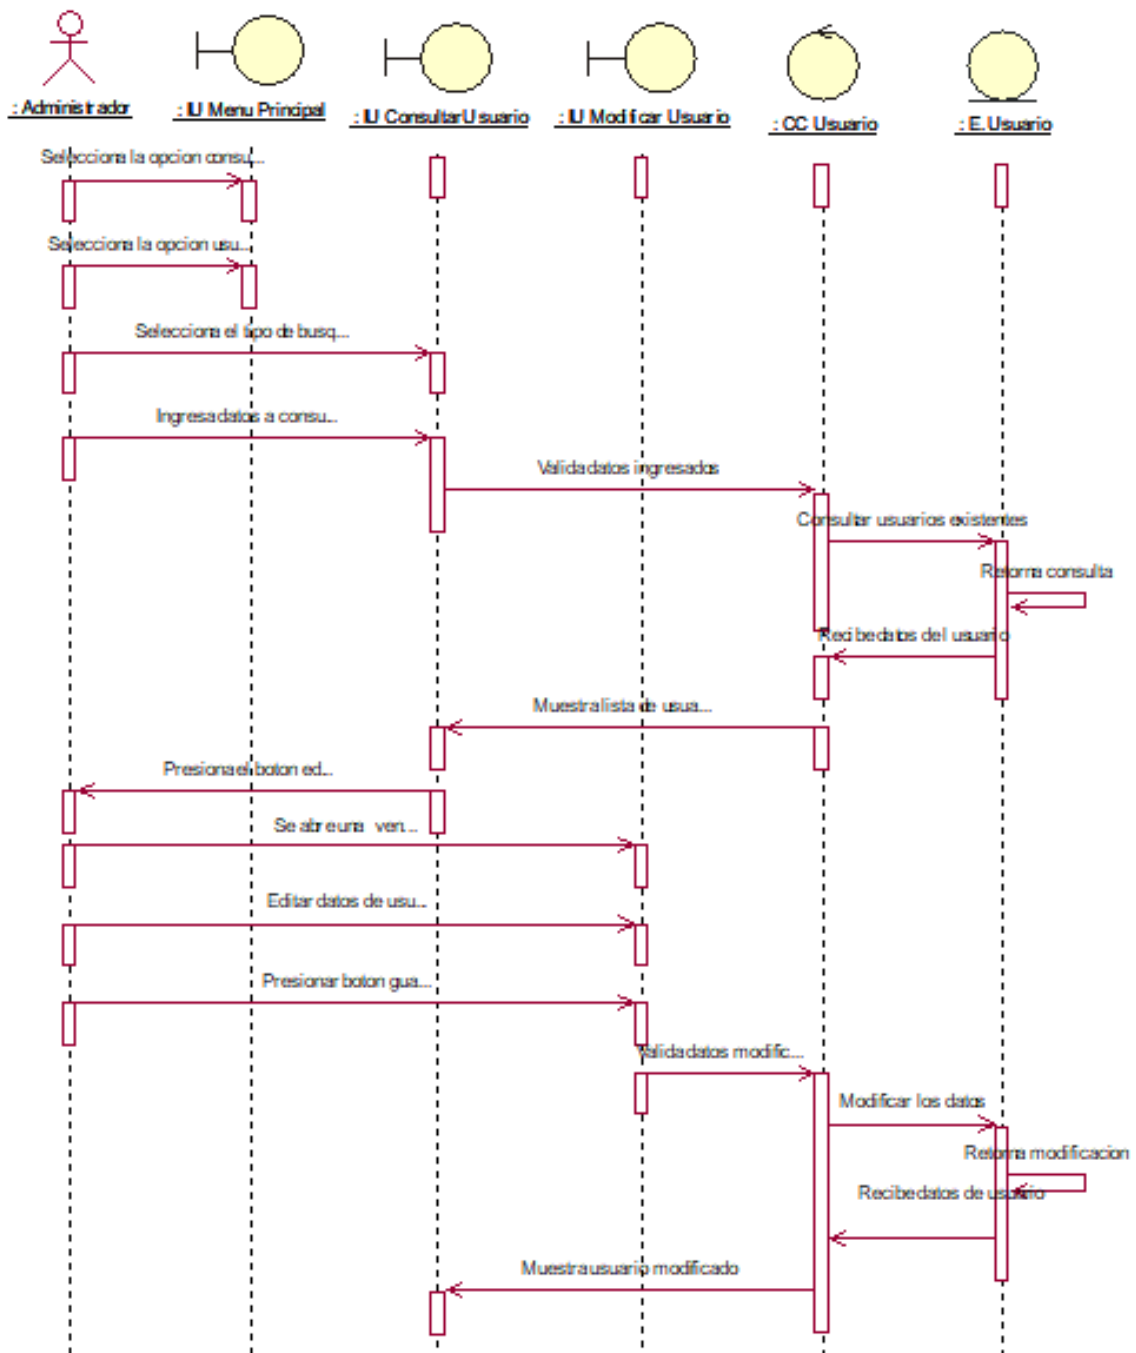 : Administrador
: IU Menu Principal
: IU ConsultarUsuario
: IU Modificar Usuario
: CC Usuario
: E.Usuario
Selecciona la opcion consu...
Selecciona la opcion usu...
Selecciona el tipo de busq...
Ingresa datos a consu...
Valida datos ingresados
Consultar usuarios existentes
Retorna consulta
Recibe datos del usuario
Muestra lista de usua...
Presiona el boton ed...
Se abre una ven...
Editar datos de usu...
Presionar boton gua...
Valida datos modific...
Modificar los datos
Retorna modificacion
Recibe datos de usuario
Muestra usuario modificado